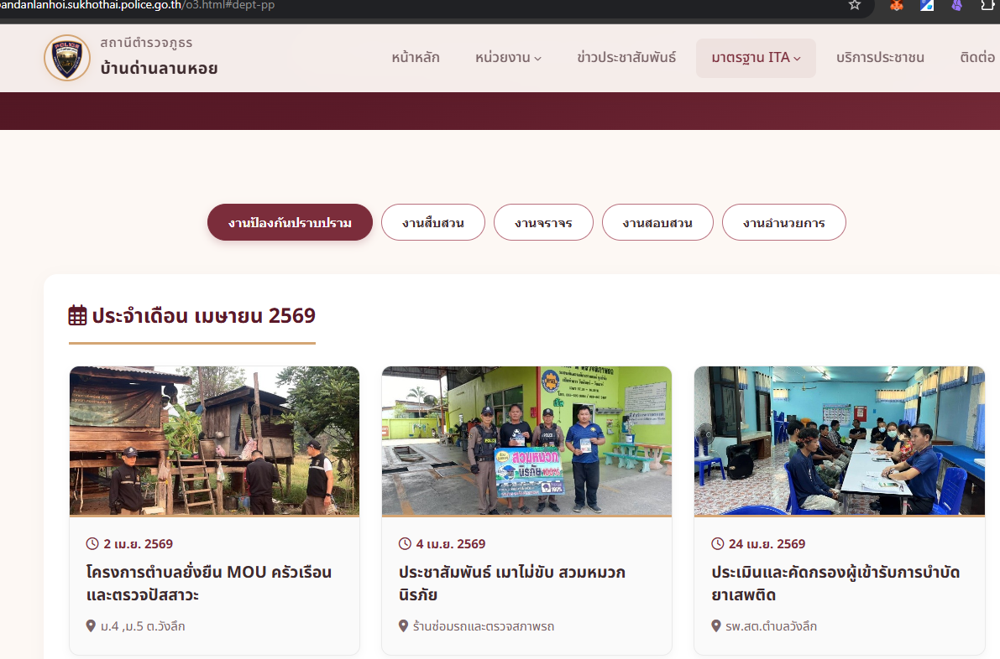 andanlanhoi.sukhothai.police.go.th/o3.html#dept-pp
POLICE
สถานีตำรวจภูธร
บ้านด่านลานหอย
หน้าหลัก หน่วยงาน ข่าวประชาสัมพันธ์ มาตรฐาน ITA บริการประชาชน ติดต่อ
งานป้องกันปราบปราม งานสืบสวน งานจราจร งานสอบสวน งานอำนวยการ
ประจำเดือน เมษายน 2569
POLICE
สวมหมวก
นิรภัย 100%
100%
2 เม.ย. 2569
โครงการตำบลยั่งยืน MOU ครัวเรือน
และตรวจปัสสาวะ
ม.4 ,ม.5 ต.วังลึก
4 เม.ย. 2569
ประชาสัมพันธ์ เมาไม่ขับ สวมหมวก
นิรภัย
ร้านซ่อมรถและตรวจสภาพรถ
24 เม.ย. 2569
ประเมินและคัดกรองผู้เข้ารับการบำบัด
ยาเสพติด
รพ.สต.ตำบลวังลึก